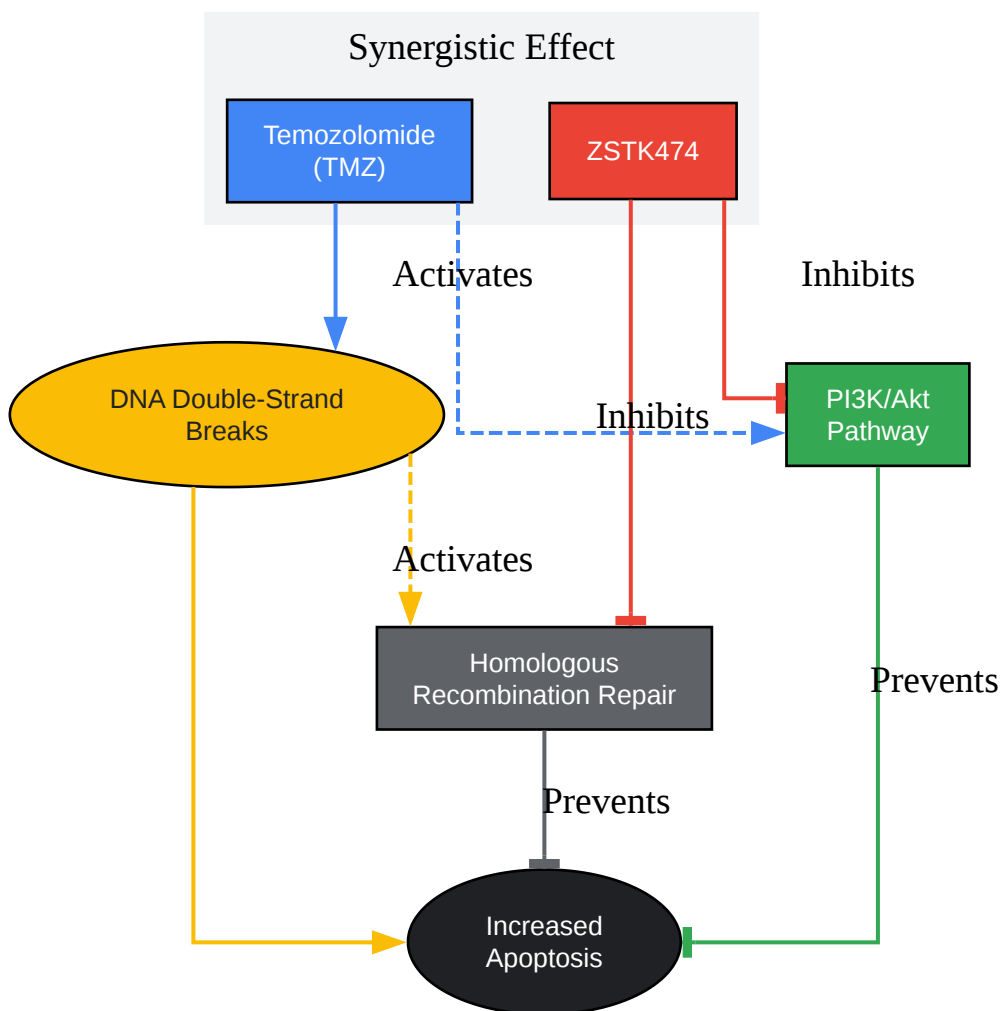 Synergistic Effect
Temozolomide
(TMZ)
ZSTK474
Activates
Inhibits
DNA Double-Strand
Breaks
Inhibits
PI3K/Akt
Pathway
Activates
Homologous
Recombination Repair
Prevents
Prevents
Increased
Apoptosis